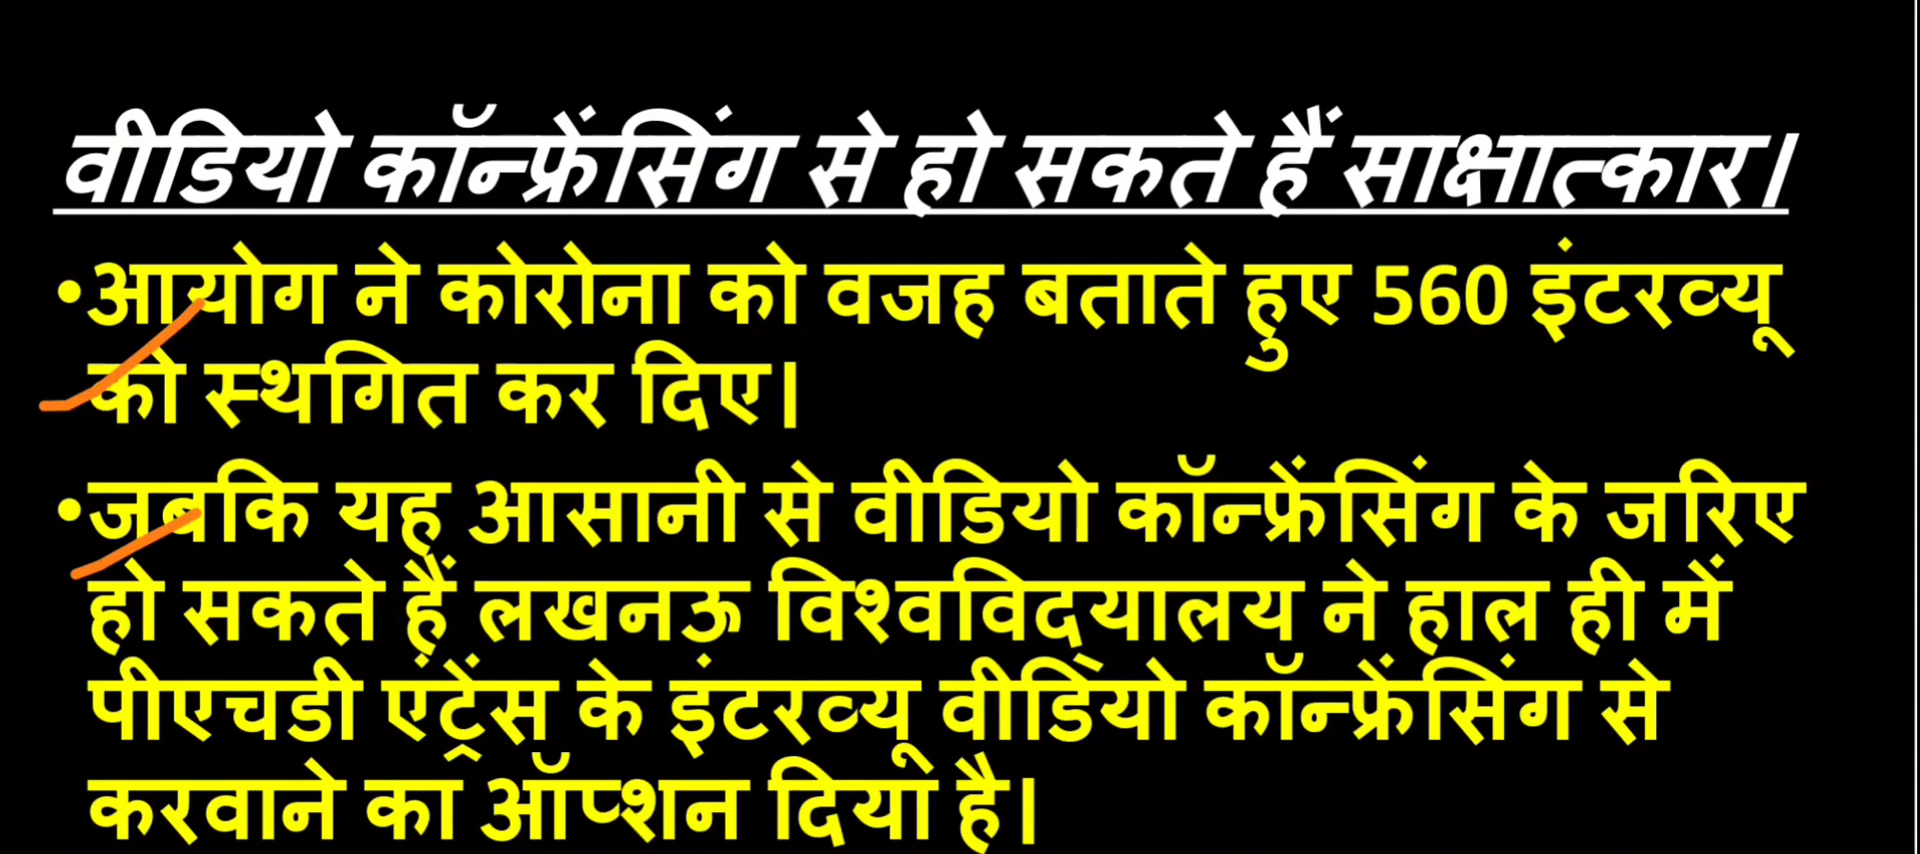 वीडियो कॉन्फ्रेंसिंग से हो सकते हैं साक्षात्कार।
•आयोग ने कोरोना को वजह बताते हुए 560 इंटरव्यू
को स्थगित कर दिए।
•जबकि यह आसानी से वीडियो कॉन्फ्रेंसिंग के जरिए
हो सकते हैं लखनऊ विश्वविद्यालय ने हाल ही में
पीएचडी एंट्रेंस के इंटरव्यू वीडियो कॉन्फ्रेंसिंग से
करवाने का ऑप्शन दिया है।